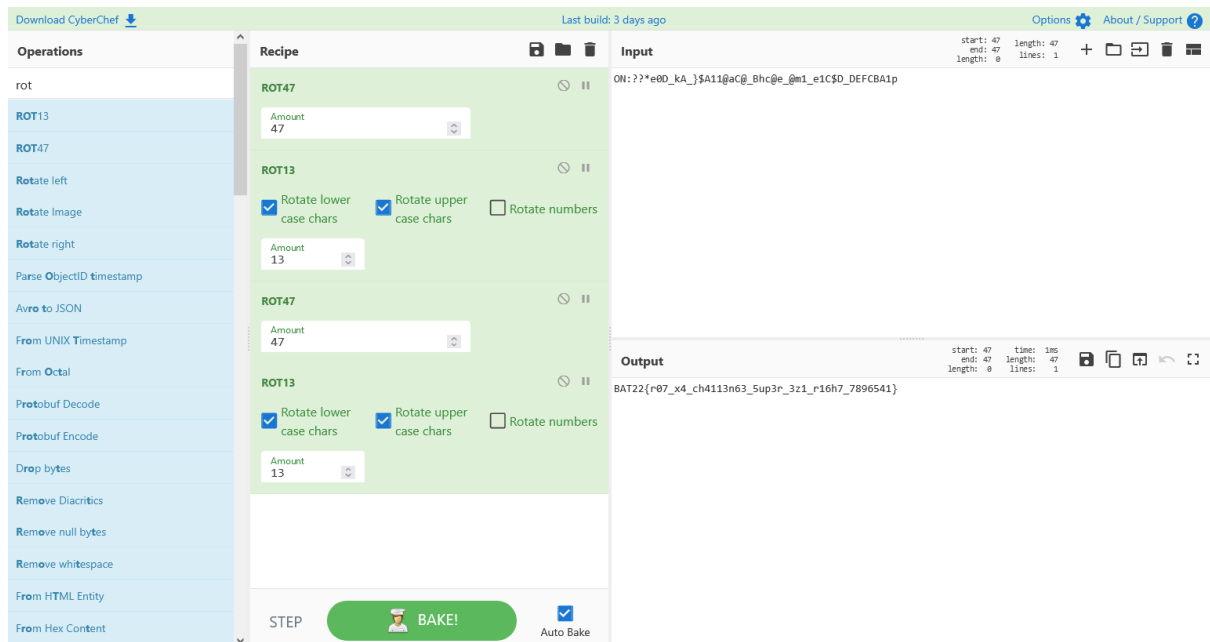 Download CyberChef
Last build: 3 days ago
Options
About / Support
Operations
rot
ROT13
ROT47
Rotate left
Rotate Image
Rotate right
Parse ObjectID timestamp
Avro to JSON
From UNIX Timestamp
From Octal
Protobuf Decode
Protobuf Encode
Drop bytes
Remove Diacritics
Remove null bytes
Remove whitespace
From HTML Entity
From Hex Content
Recipe
ROT47
Amount
47
ROT13
Rotate lower case chars
Rotate upper case chars
Rotate numbers
Amount
13
ROT47
Amount
47
ROT13
Rotate lower case chars
Rotate upper case chars
Rotate numbers
Amount
13
STEP
BAKE!
Auto Bake
Input
start: 47
end: 47
length: 0
length: 47
lines: 1
ON:??*e0D_kA_}$A11@aC@_Bhc@e_@m1_e1C$D_DEFCBA1p
Output
start: 47
end: 47
length: 0
time: 1ms
length: 47
lines: 1
BAT22{r07_x4_ch4113n63_5up3r_3z1_r16h7_7896541}